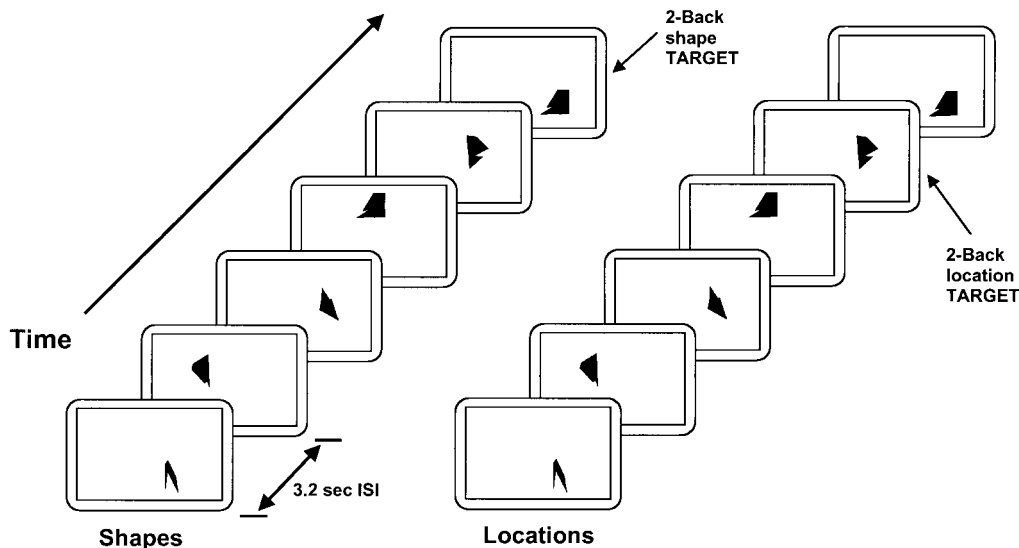 2-Back
shape
TARGET
2-Back
location
TARGET
Time
3.2 sec ISI
Shapes
Locations